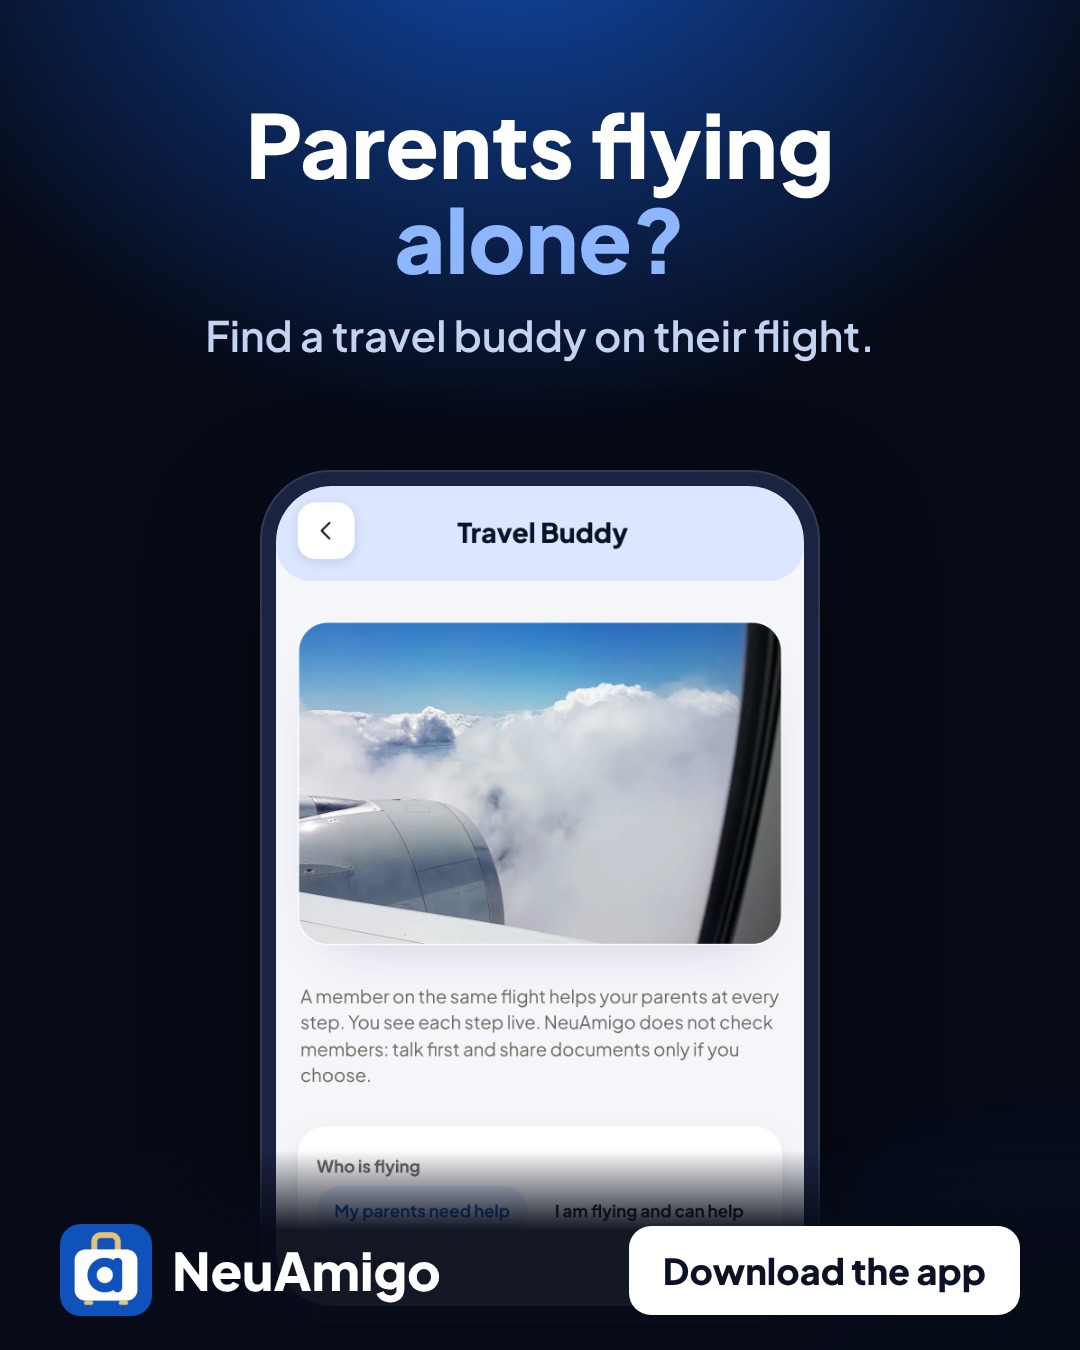 Parents flying
alone?
Find a travel buddy on their flight.
Travel Buddy
A member on the same flight helps your parents at every
step. You see each step live. NeuAmigo does not check
members: talk first and share documents only if you
choose.
Who is flying
My parents need help
I am flying and can help
a
NeuAmigo
Download the app